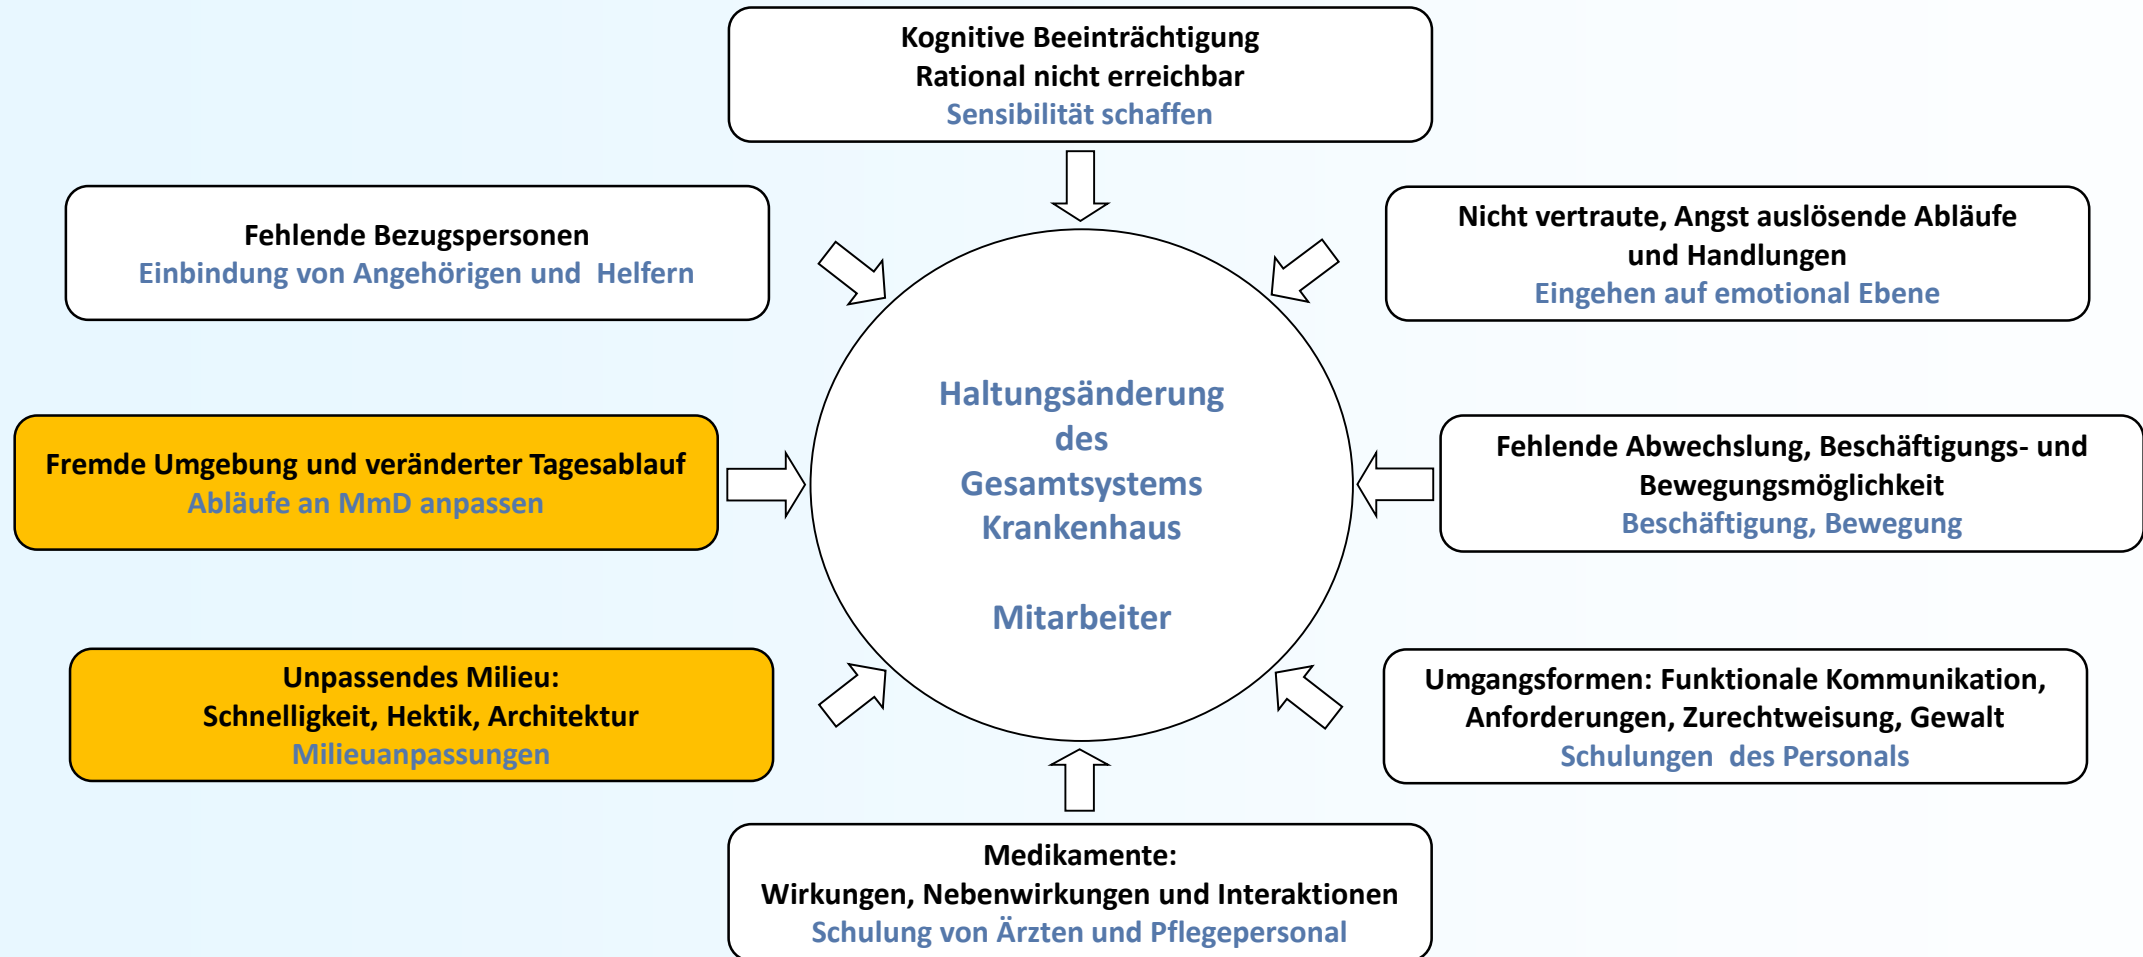 Kognitive Beeinträchtigung
Rational nicht erreichbar
Sensibilität schaffen
Fehlende Bezugspersonen
Einbindung von Angehörigen und  Helfern
Nicht vertraute, Angst auslösende Abläufe
und Handlungen
Eingehen auf emotional Ebene
Haltungsänderung
des
Gesamtsystems
Krankenhaus
Mitarbeiter
Fremde Umgebung und veränderter Tagesablauf
Abläufe an MmD anpassen
Fehlende Abwechslung, Beschäftigungs- und
Bewegungsmöglichkeit
Beschäftigung, Bewegung
Unpassendes Milieu:
Schnelligkeit, Hektik, Architektur
Milieuanpassungen
Umgangsformen: Funktionale Kommunikation,
Anforderungen, Zurechtweisung, Gewalt
Schulungen  des Personals
Medikamente:
Wirkungen, Nebenwirkungen und Interaktionen
Schulung von Ärzten und Pflegepersonal